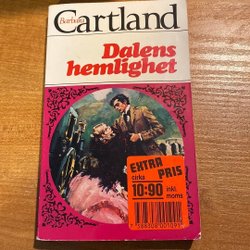 Barbara
Cartland
Dalens
hemlighet
EXTRA
PRIS
cirka
10:90 inkl.
moms